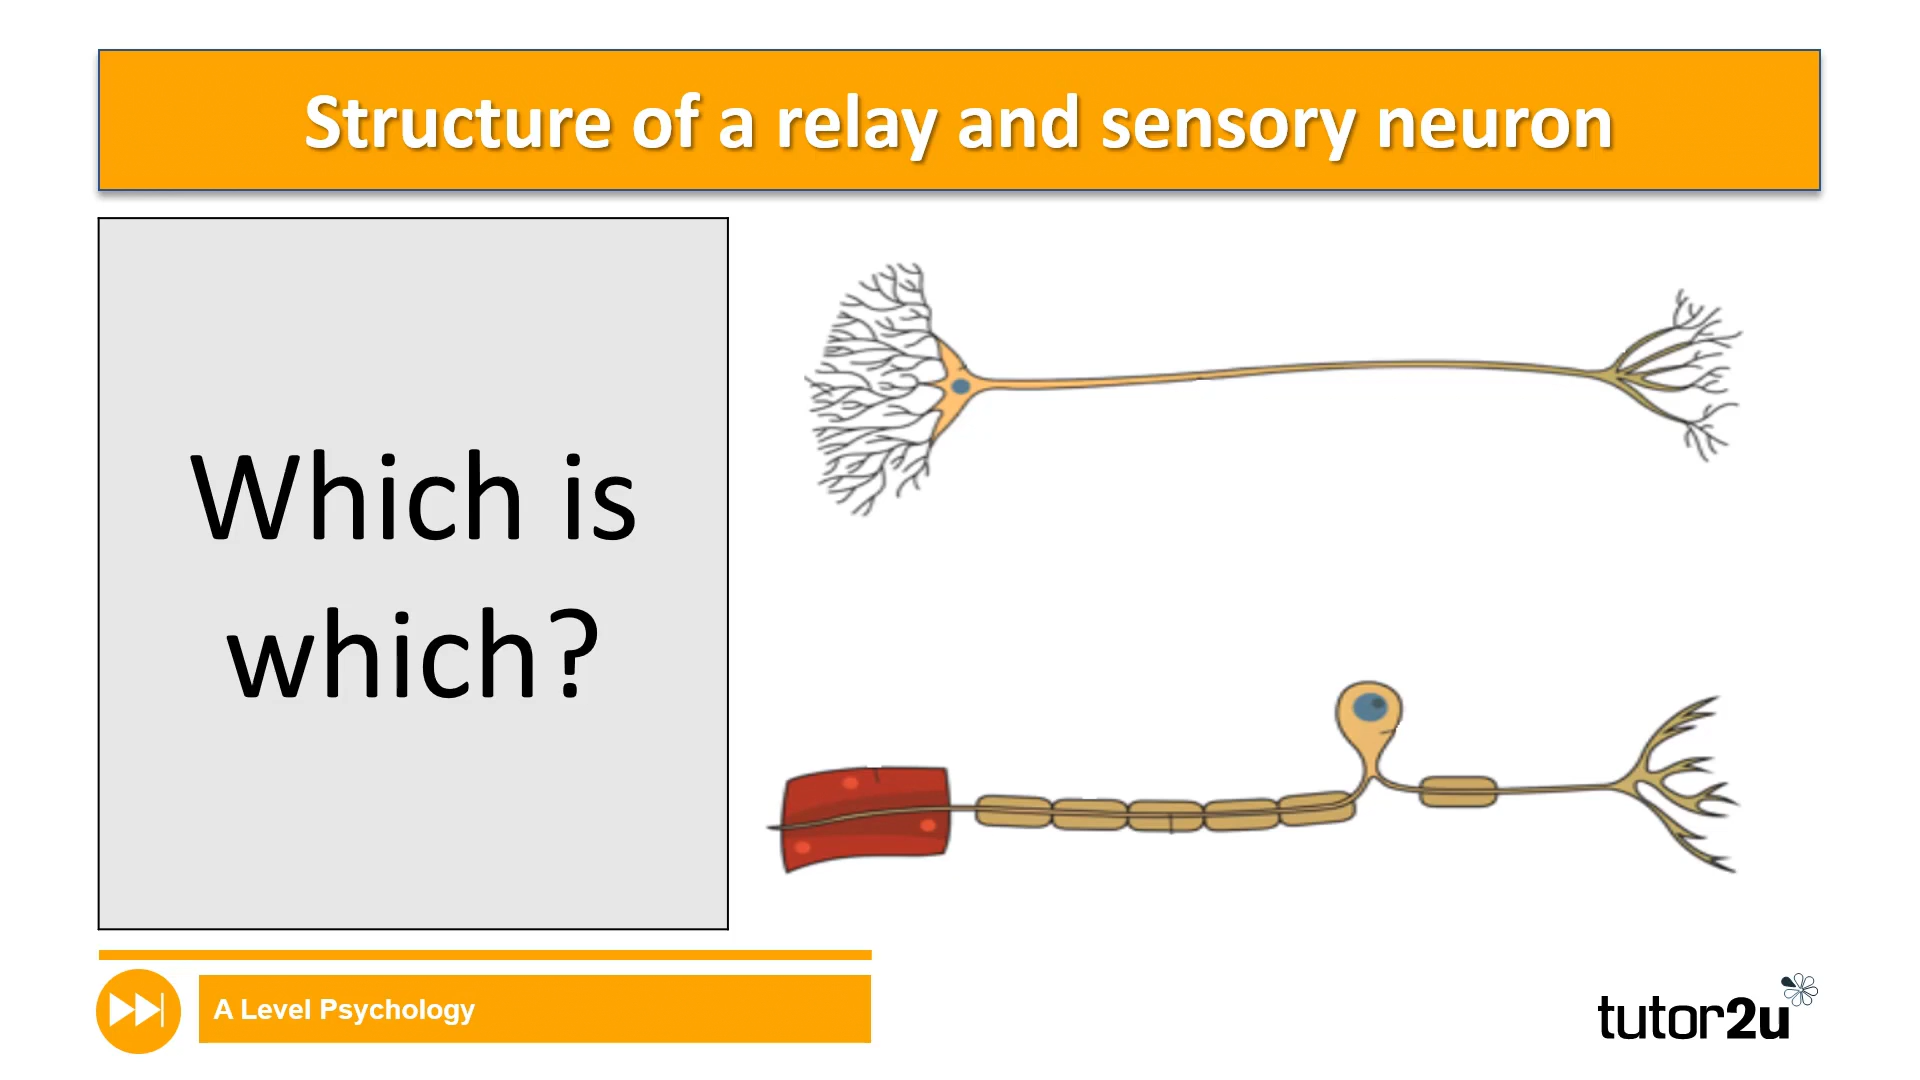 Structure of a relay and sensory neuron
Which is
which?
A Level Psychology
tutor2u